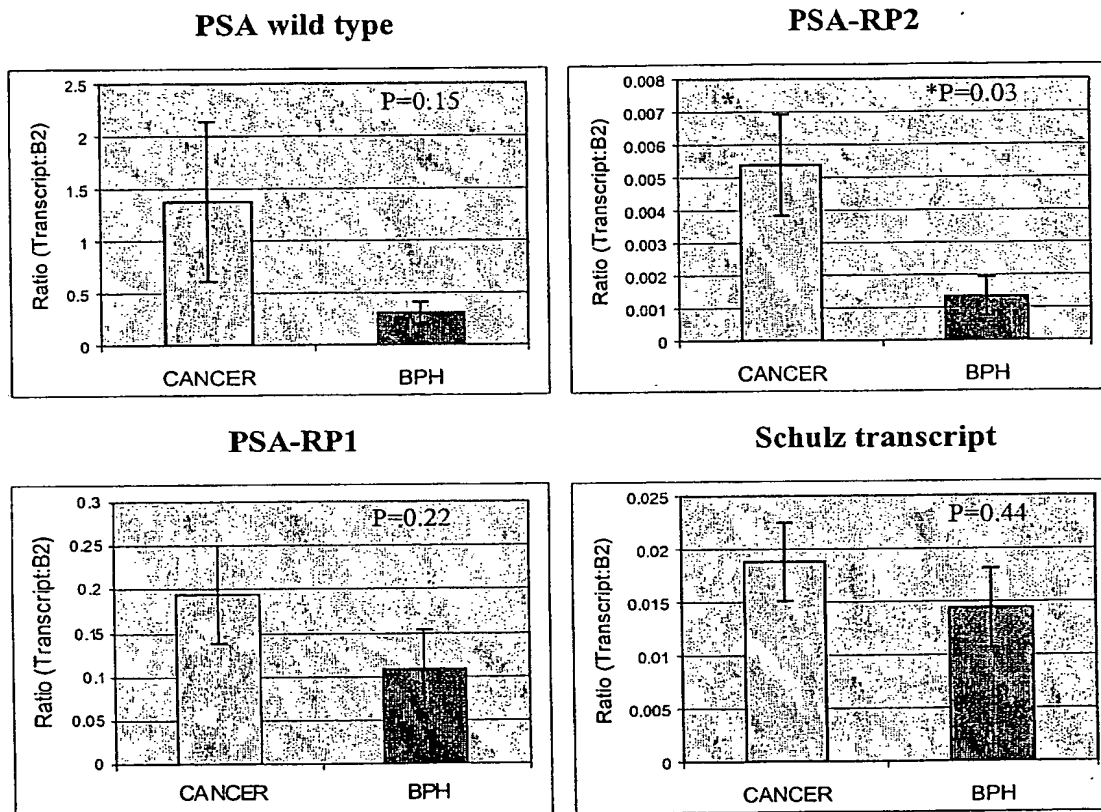 PSA wild type
Ratio (Transcript:B2)
2.5
2
1.5
1
0.5
0
P=0.15
CANCER BPH
PSA-RP2
Ratio (Transcript:B2)
0.008
0.007
0.006
0.005
0.004
0.003
0.002
0.001
0
*
*P=0.03
CANCER BPH
PSA-RP1
Ratio (Transcript:B2)
0.3
0.25
0.2
0.15
0.1
0.05
0
P=0.22
CANCER BPH
Schulz transcript
Ratio (Transcript:B2)
0.025
0.02
0.015
0.01
0.005
0
P=0.44
CANCER BPH